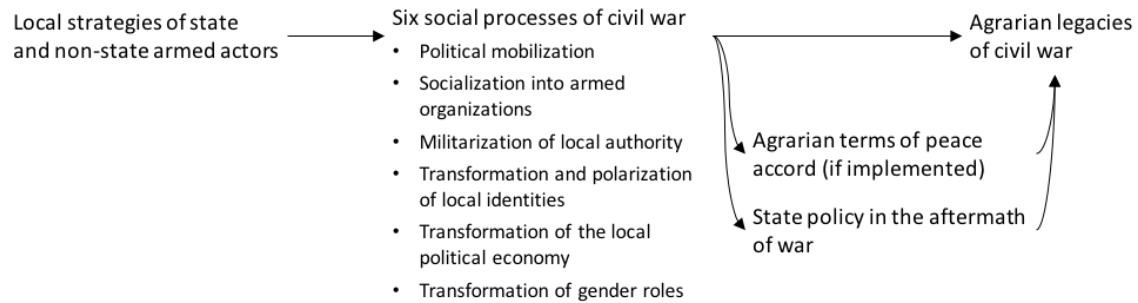 Local strategies of state
and non-state armed actors
Six social processes of civil war
• Political mobilization
• Socialization into armed
organizations
• Militarization of local authority
• Transformation and polarization
of local identities
• Transformation of the local
political economy
• Transformation of gender roles
Agrarian legacies
of civil war
Agrarian terms of peace
accord (if implemented)
State policy in the aftermath
of war